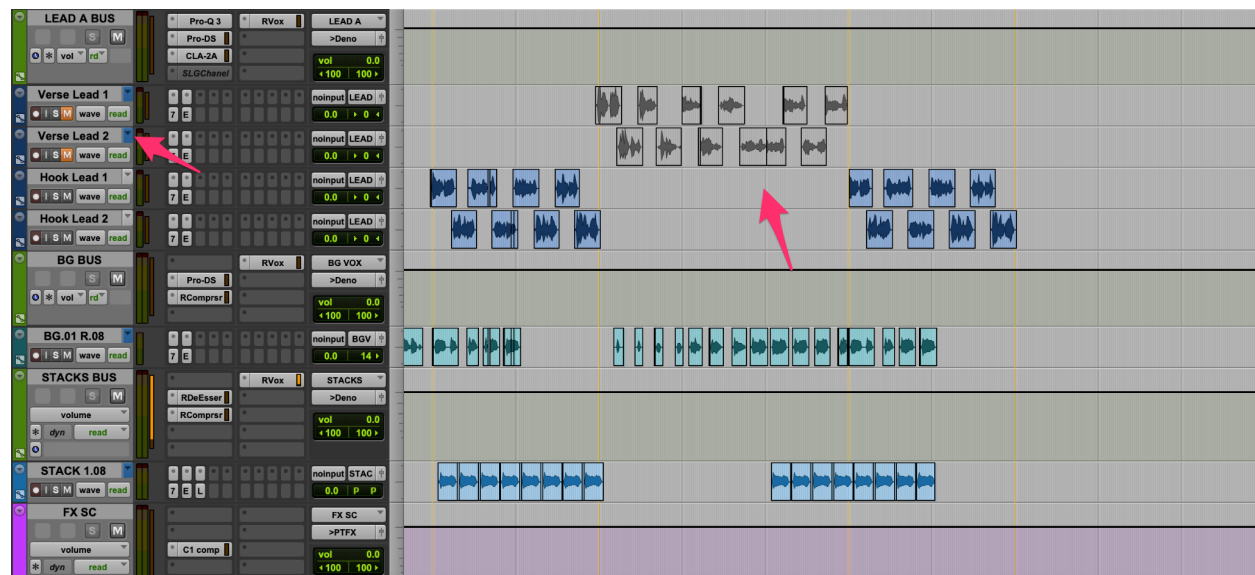 LEAD A BUS Pro-Q 3 RVox LEAD A
S M Pro-DS >Deno
vol rd CLA-2A vol 0.0
SLGChanel 100 100
Verse Lead 1 noinput LEAD
I S M wave read 7 E 0.0 0
Verse Lead 2 noinput LEAD
I S M wave read E 0.0 0
Hook Lead 1 noinput LEAD
I S M wave read 7 E 0.0 0
Hook Lead 2 noinput LEAD
I S M wave read 7 E 0.0 0
BG BUS RVox BG VOX
S M Pro-DS >Deno
vol rd RComprsr vol 0.0
100 100
BG.01 R.08 noinput BGV
I S M wave read 7 E 0.0 14
STACKS BUS RVox STACKS
S M RDeEsser >Deno
volume RComprsr vol 0.0
dyn read 100 100
STACK 1.08 noinput STAC
I S M wave read 7 E L 0.0 P P
FX SC FX SC
S M >PTFX
volume C1 comp vol 0.0
dyn read 100 100